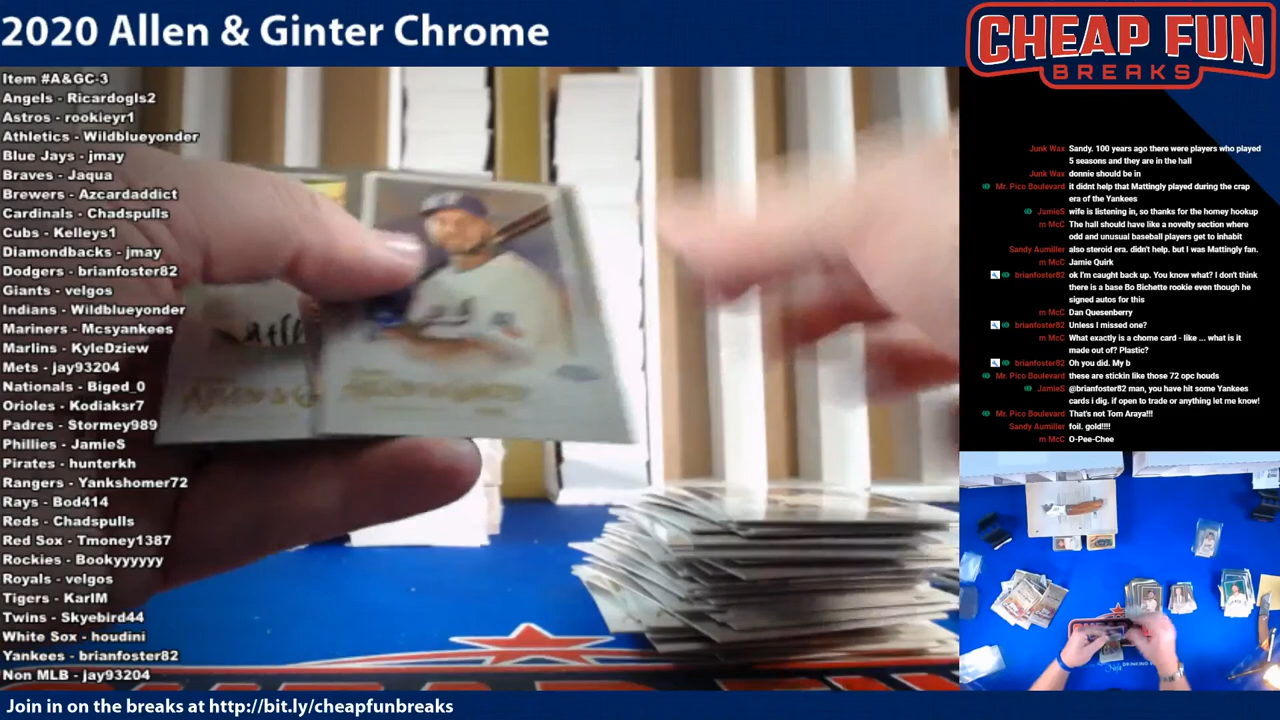 2020 Allen & Ginter Chrome
CHEAP FUN
BREAKS
Item #A&GC-3
Angels - Ricardogls2
Astros - rookieyr1
Athletics - Wildblueyonder
Blue Jays - jmay
Braves - Jaqua
Brewers - Azcardaddict
Cardinals - Chadspulls
Cubs - Kelleys1
Diamondbacks - jmay
Dodgers - brianfoster82
Giants - velgos
Indians - Wildblueyonder
Mariners - Mcsyankees
Marlins - KyleDziew
Mets - jay93204
Nationals - Biged_0
Orioles - Kodiaksr7
Padres - Stormey989
Phillies - JamieS
Pirates - hunterkh
Rangers - Yankshomer72
Rays - Bod414
Reds - Chadspulls
Red Sox - Tmoney1387
Rockies - Bookyyyyyy
Royals - velgos
Tigers - KarlM
Twins - Skyebird44
White Sox - houdini
Yankees - brianfoster82
Non MLB - jay93204
Junk Wax Sandy. 100 years ago there were players who played
5 seasons and they are in the hall
Junk Wax donnie should be in
Mr. Pico Boulevard it didnt help that Mattingly played during the crap
era of the Yankees
JamieS wife is listening in, so thanks for the homey hookup
m McC The hall should have like a novelty section where
odd and unusual baseball players get to inhabit
Sandy Aumiller also steroid era. didn't help. but I was Mattingly fan.
m McC Jamie Quirk
brianfoster82 ok I'm caught back up. You know what? I don't think
there is a base Bo Bichette rookie even though he
signed autos for this
m McC Dan Quesenberry
brianfoster82 Unless I missed one?
m McC What exactly is a chome card - like ... what is it
made out of? Plastic?
brianfoster82 Oh you did. My b
Mr. Pico Boulevard these are stickin like those 72 opc houds
JamieS @brianfoster82 man, you have hit some Yankees
cards i dig. if open to trade or anything let me know!
Mr. Pico Boulevard That's not Tom Araya!!!
Sandy Aumiller foil. gold!!!!
m McC O-Pee-Chee
Join in on the breaks at http://bit.ly/cheapfunbreaks